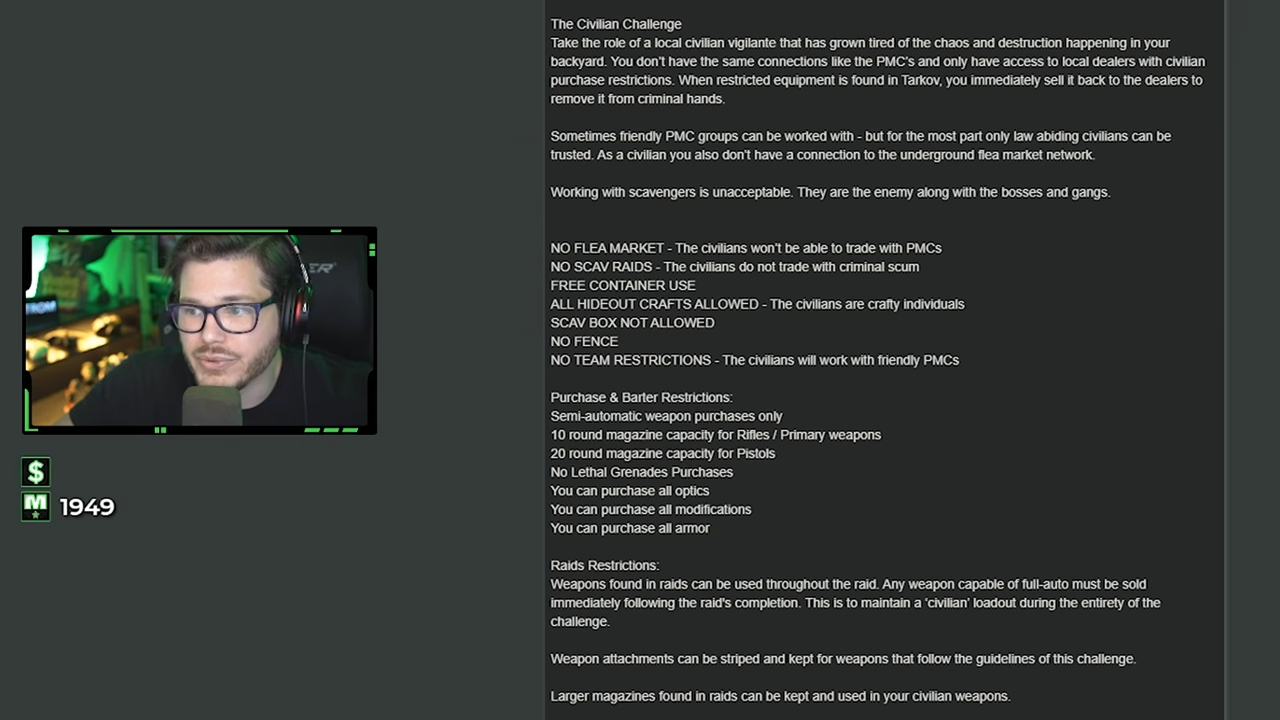 The Civilian Challenge
Take the role of a local civilian vigilante that has grown tired of the chaos and destruction happening in your
backyard. You don't have the same connections like the PMC's and only have access to local dealers with civilian
purchase restrictions. When restricted equipment is found in Tarkov, you immediately sell it back to the dealers to
remove it from criminal hands.
Sometimes friendly PMC groups can be worked with - but for the most part only law abiding civilians can be
trusted. As a civilian you also don't have a connection to the underground flea market network.
Working with scavengers is unacceptable. They are the enemy along with the bosses and gangs.
NO FLEA MARKET - The civilians won't be able to trade with PMCs
NO SCAV RAIDS - The civilians do not trade with criminal scum
FREE CONTAINER USE
ALL HIDEOUT CRAFTS ALLOWED - The civilians are crafty individuals
SCAV BOX NOT ALLOWED
NO FENCE
NO TEAM RESTRICTIONS - The civilians will work with friendly PMCs
Purchase & Barter Restrictions:
Semi-automatic weapon purchases only
10 round magazine capacity for Rifles / Primary weapons
20 round magazine capacity for Pistols
No Lethal Grenades Purchases
You can purchase all optics
You can purchase all modifications
You can purchase all armor
Raids Restrictions:
Weapons found in raids can be used throughout the raid. Any weapon capable of full-auto must be sold
immediately following the raid's completion. This is to maintain a 'civilian' loadout during the entirety of the
challenge.
Weapon attachments can be striped and kept for weapons that follow the guidelines of this challenge.
Larger magazines found in raids can be kept and used in your civilian weapons.
$
M 1949